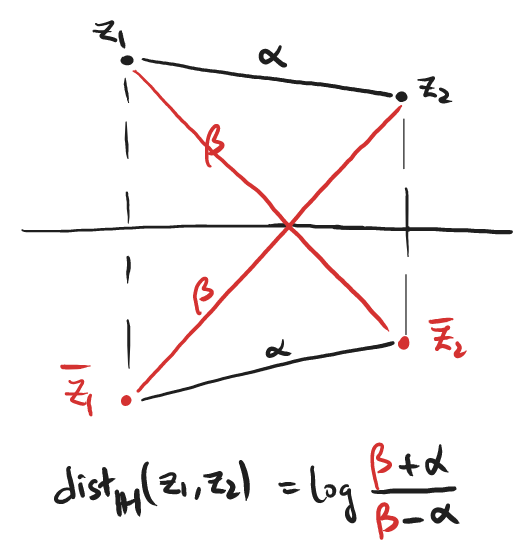 z₁
α
z₂
β
β
z̅₁
α
z̅₂
dist_ℍ(z₁, z₂) = log (β + α)/(β − α)